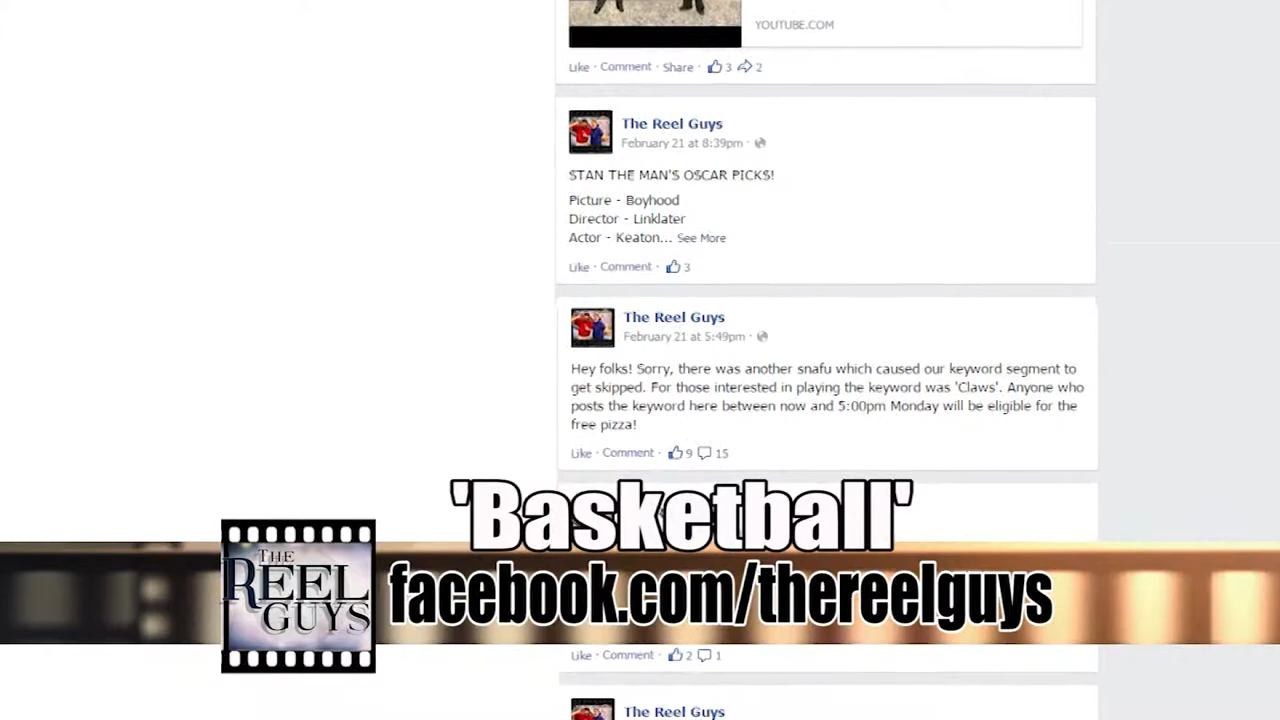 YOUTUBE.COM
Like · Comment · Share · 3 2
The Reel Guys
February 21 at 8:39pm ·
STAN THE MAN'S OSCAR PICKS!
Picture - Boyhood
Director - Linklater
Actor - Keaton... See More
Like · Comment · 3
The Reel Guys
February 21 at 5:49pm ·
Hey folks! Sorry, there was another snafu which caused our keyword segment to
get skipped. For those interested in playing the keyword was 'Claws'. Anyone who
posts the keyword here between now and 5:00pm Monday will be eligible for the
free pizza!
Like · Comment · 9 15
'Basketball'
THE
REEL
GUYS
facebook.com/thereelguys
Like · Comment · 2 1
The Reel Guys